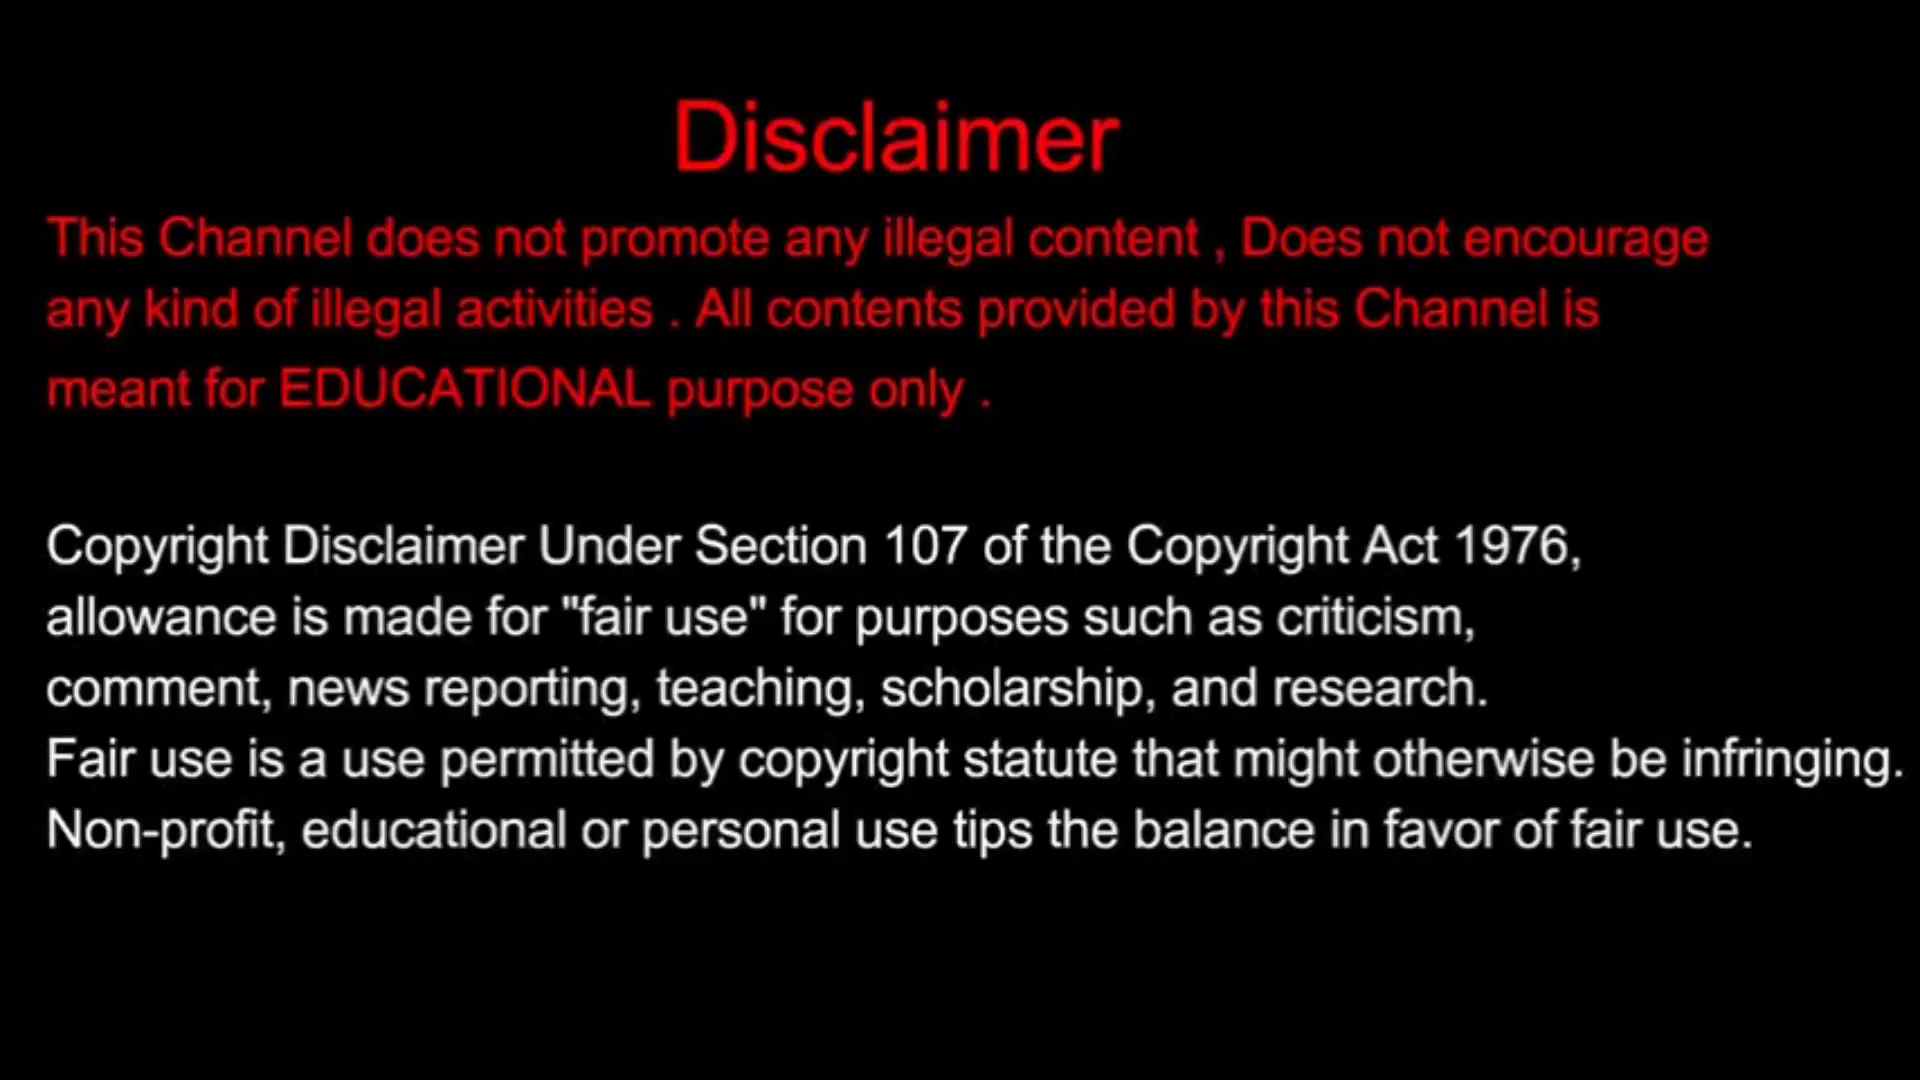 Disclaimer
This Channel does not promote any illegal content , Does not encourage
any kind of illegal activities . All contents provided by this Channel is
meant for EDUCATIONAL purpose only .
Copyright Disclaimer Under Section 107 of the Copyright Act 1976,
allowance is made for "fair use" for purposes such as criticism,
comment, news reporting, teaching, scholarship, and research.
Fair use is a use permitted by copyright statute that might otherwise be infringing.
Non-profit, educational or personal use tips the balance in favor of fair use.